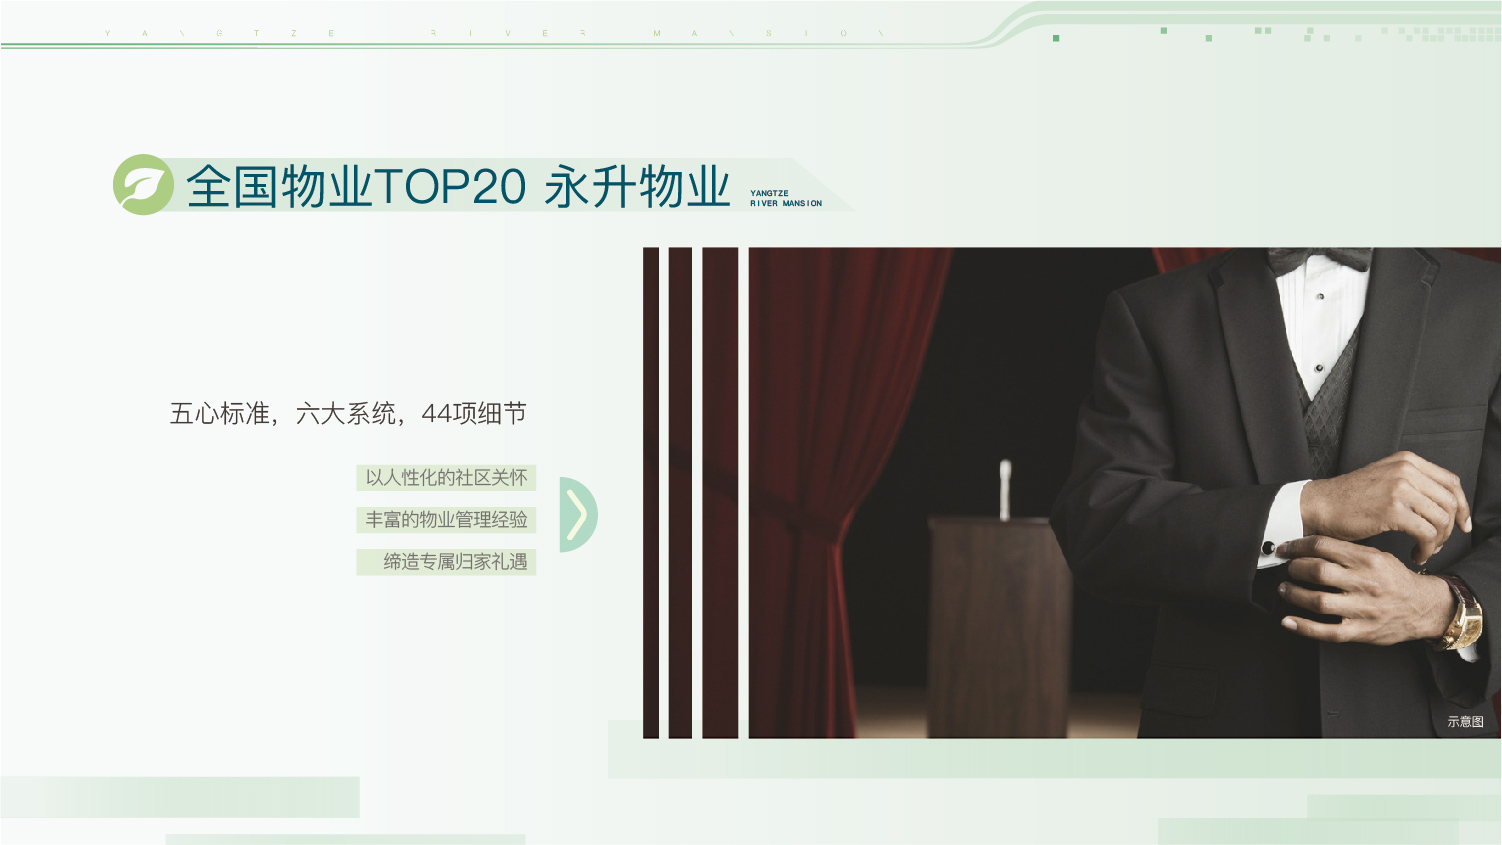 YANGTZE RIVER MANSION
全国物业TOP20 永升物业
YANGTZE
RIVER MANSION
五心标准，六大系统，44项细节
以人性化的社区关怀
丰富的物业管理经验
缔造专属归家礼遇
示意图